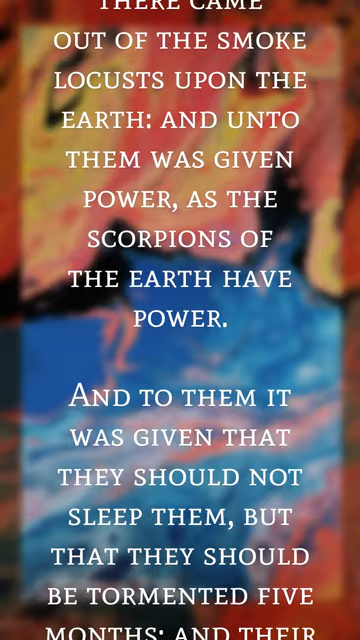 THERE CAME
OUT OF THE SMOKE
LOCUSTS UPON THE
EARTH: AND UNTO
THEM WAS GIVEN
POWER, AS THE
SCORPIONS OF
THE EARTH HAVE
POWER.
AND TO THEM IT
WAS GIVEN THAT
THEY SHOULD NOT
SLEEP THEM, BUT
THAT THEY SHOULD
BE TORMENTED FIVE
MONTHS: AND THEIR